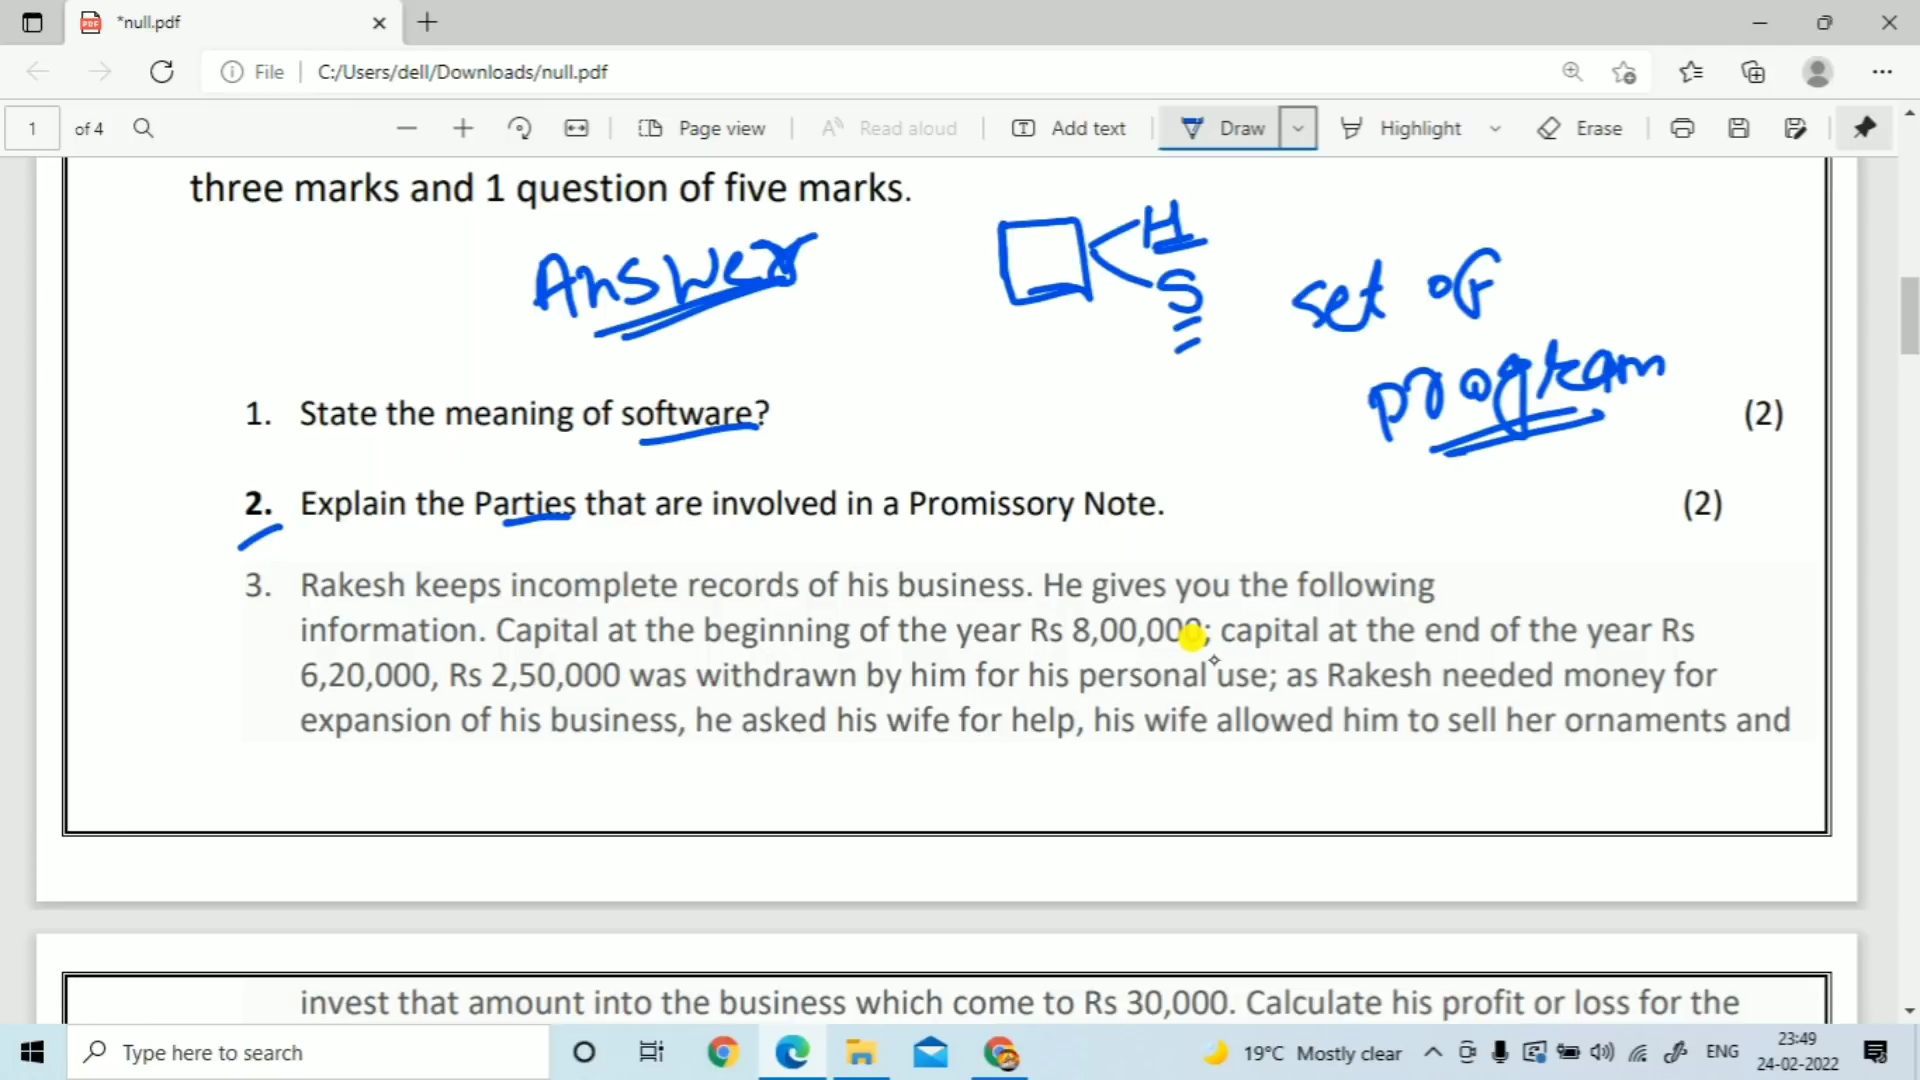 *null.pdf
File C:/Users/dell/Downloads/null.pdf
1 of 4 Page view Read aloud Add text Draw Highlight Erase
three marks and 1 question of five marks.
Answer
H
S
set of
program
1. State the meaning of software? (2)
2. Explain the Parties that are involved in a Promissory Note. (2)
3. Rakesh keeps incomplete records of his business. He gives you the following
information. Capital at the beginning of the year Rs 8,00,000; capital at the end of the year Rs
6,20,000, Rs 2,50,000 was withdrawn by him for his personal use; as Rakesh needed money for
expansion of his business, he asked his wife for help, his wife allowed him to sell her ornaments and
invest that amount into the business which come to Rs 30,000. Calculate his profit or loss for the
Type here to search
19°C Mostly clear
ENG
23:49
24-02-2022